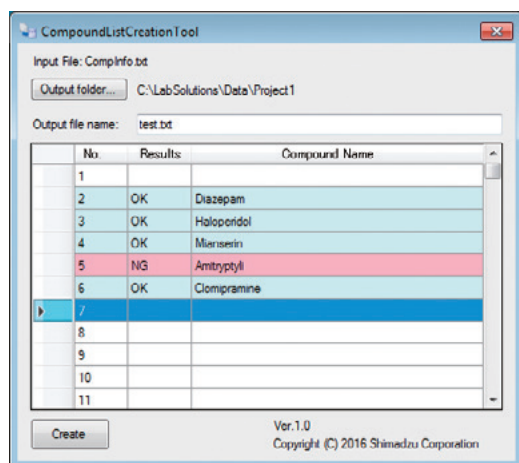 CompoundListCreationTool
Input File: CompInfo.txt
Output folder... C:\LabSolutions\Data\Project1
Output file name: test.txt
No. Results Compound Name
1
2 OK Diazepam
3 OK Haloperidol
4 OK Mianserin
5 NG Amitryptyli
6 OK Clomipramine
7
8
9
10
11
Create
Ver.1.0
Copyright (C) 2016 Shimadzu Corporation